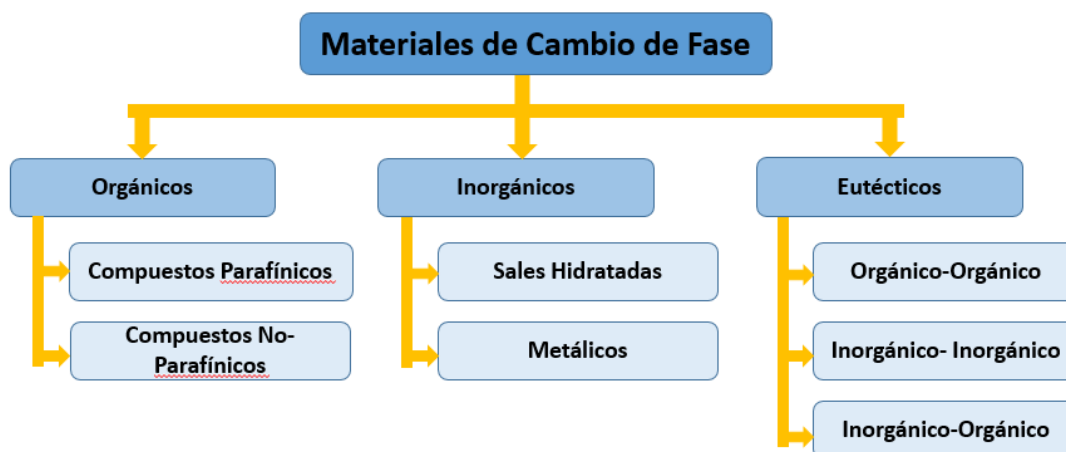 Materiales de Cambio de Fase
Orgánicos
Inorgánicos
Eutécticos
Compuestos Parafínicos
Sales Hidratadas
Orgánico-Orgánico
Compuestos No-
Parafínicos
Metálicos
Inorgánico- Inorgánico
Inorgánico-Orgánico